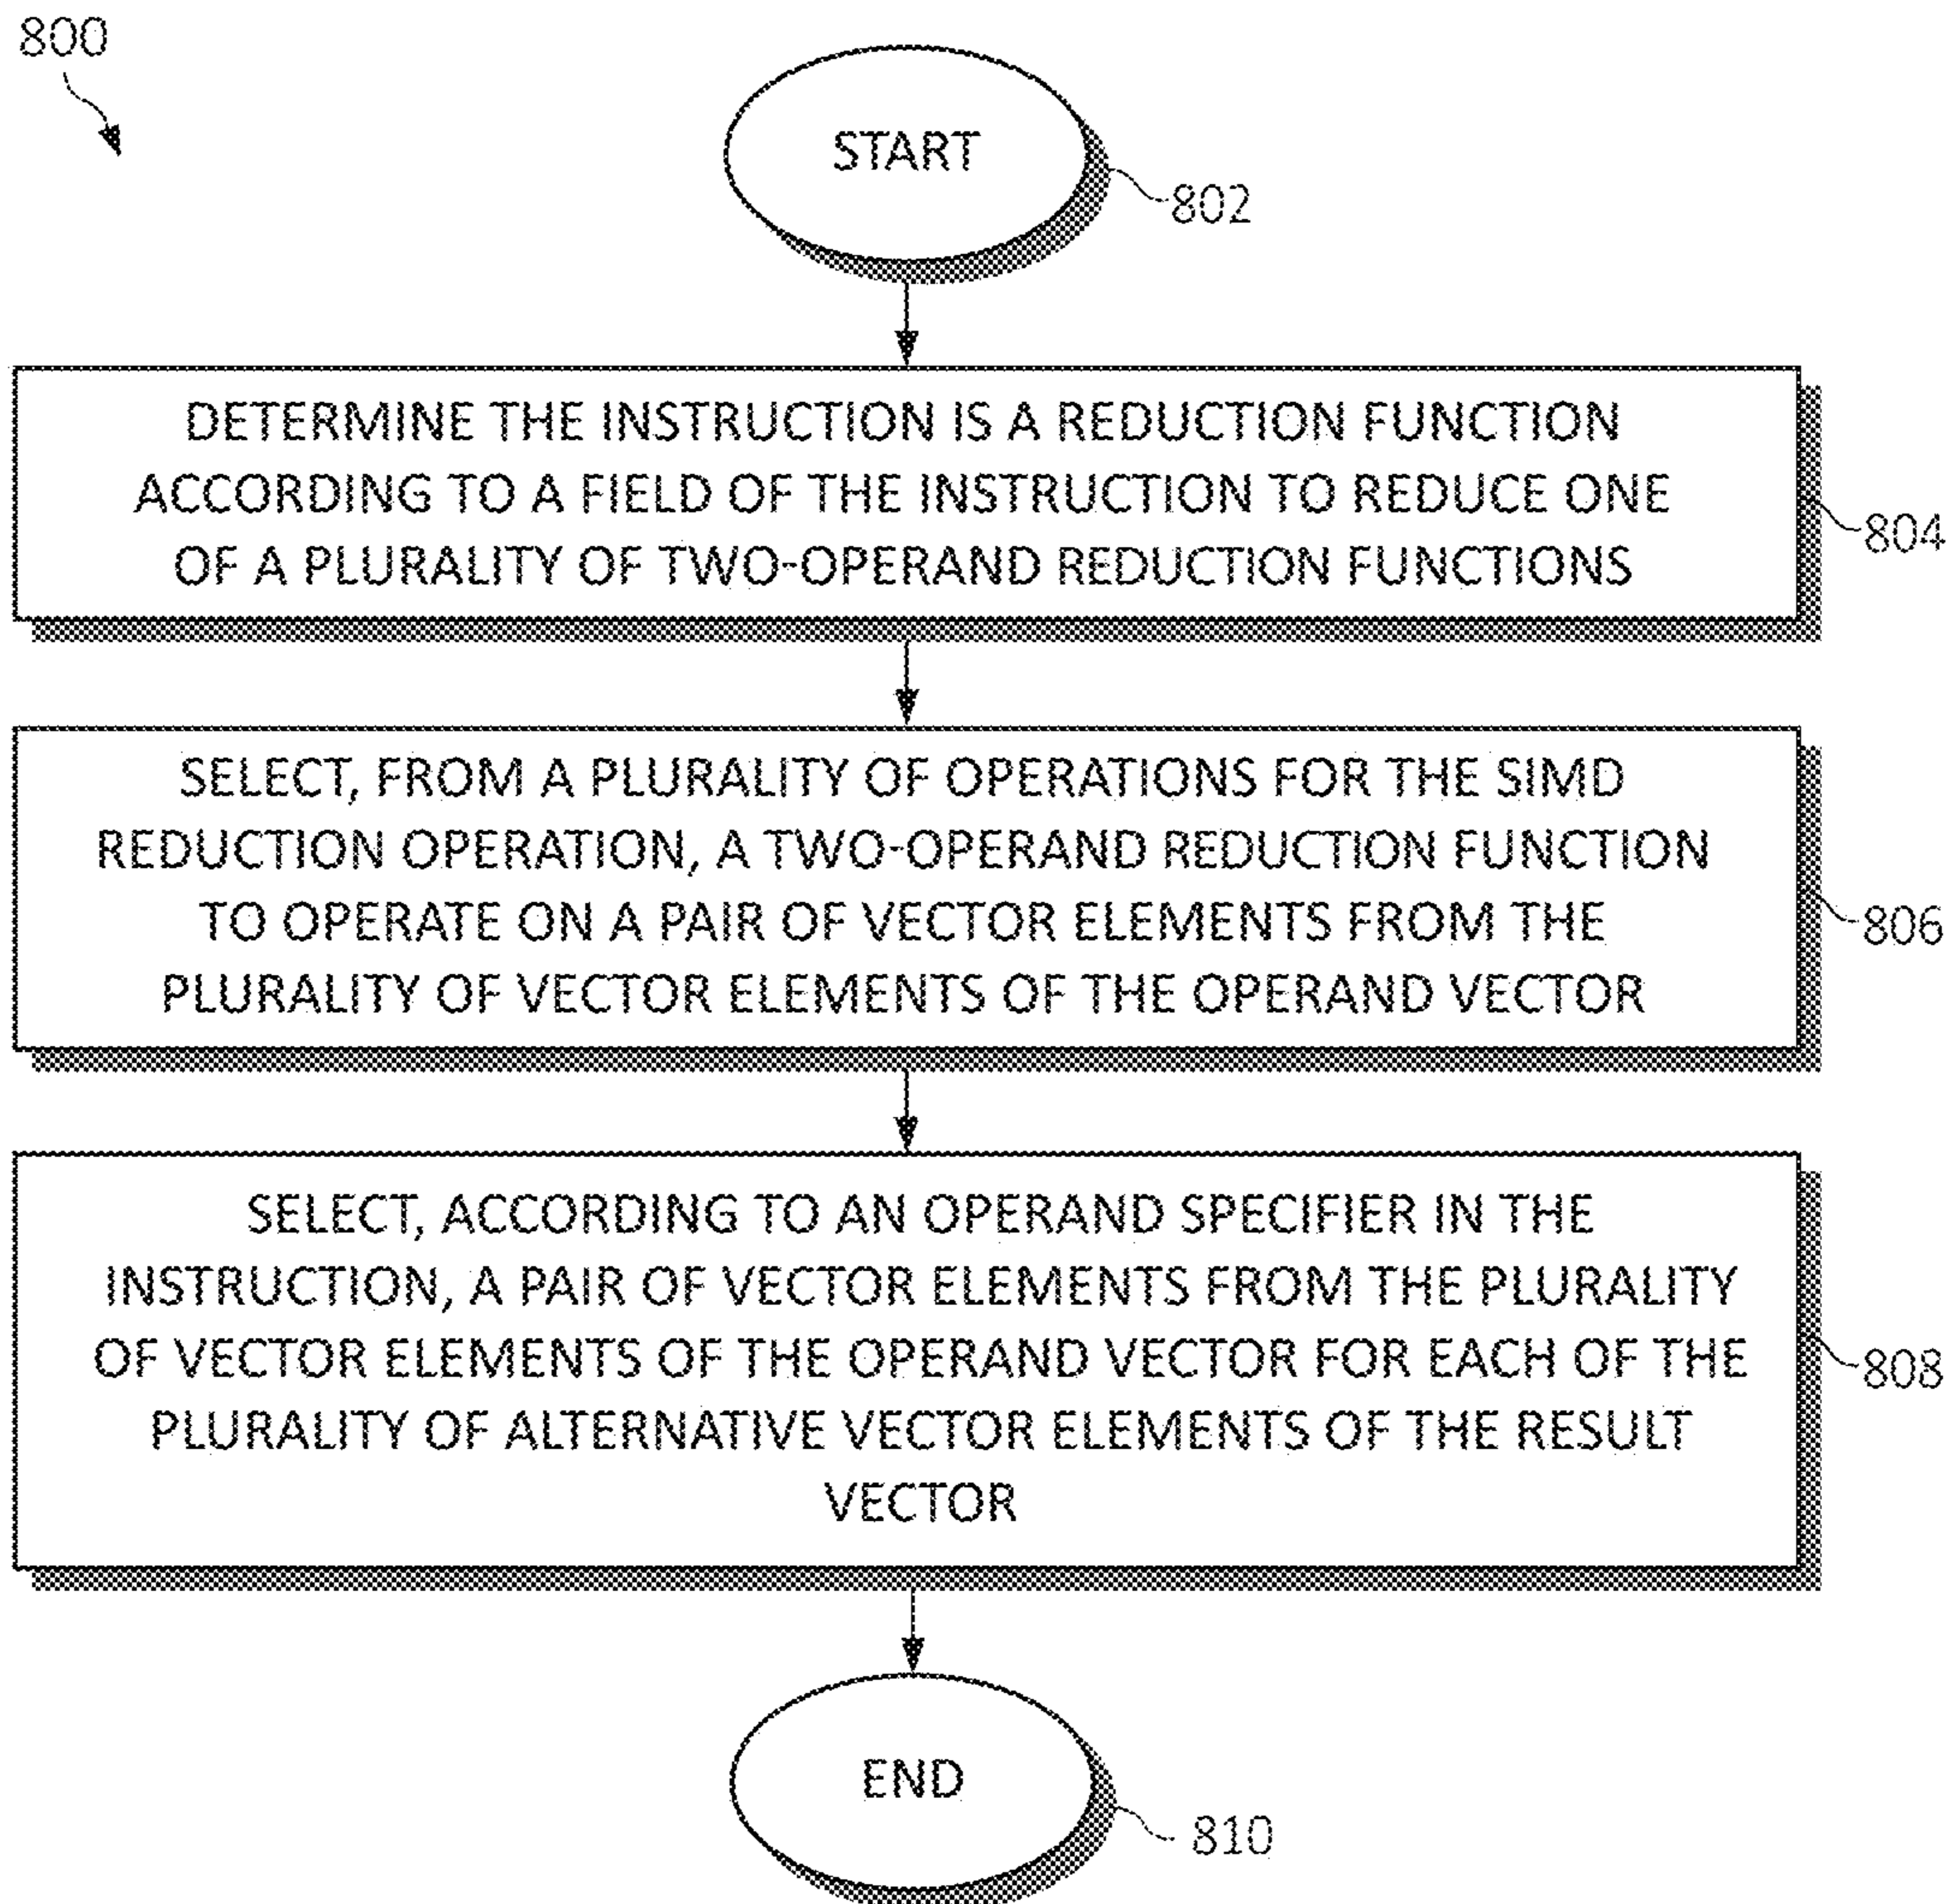 800
START
802
DETERMINE THE INSTRUCTION IS A REDUCTION FUNCTION
ACCORDING TO A FIELD OF THE INSTRUCTION TO REDUCE ONE
OF A PLURALITY OF TWO-OPERAND REDUCTION FUNCTIONS
804
SELECT, FROM A PLURALITY OF OPERATIONS FOR THE SIMD
REDUCTION OPERATION, A TWO-OPERAND REDUCTION FUNCTION
TO OPERATE ON A PAIR OF VECTOR ELEMENTS FROM THE
PLURALITY OF VECTOR ELEMENTS OF THE OPERAND VECTOR
806
SELECT, ACCORDING TO AN OPERAND SPECIFIER IN THE
INSTRUCTION, A PAIR OF VECTOR ELEMENTS FROM THE PLURALITY
OF VECTOR ELEMENTS OF THE OPERAND VECTOR FOR EACH OF THE
PLURALITY OF ALTERNATIVE VECTOR ELEMENTS OF THE RESULT
VECTOR
808
END
810